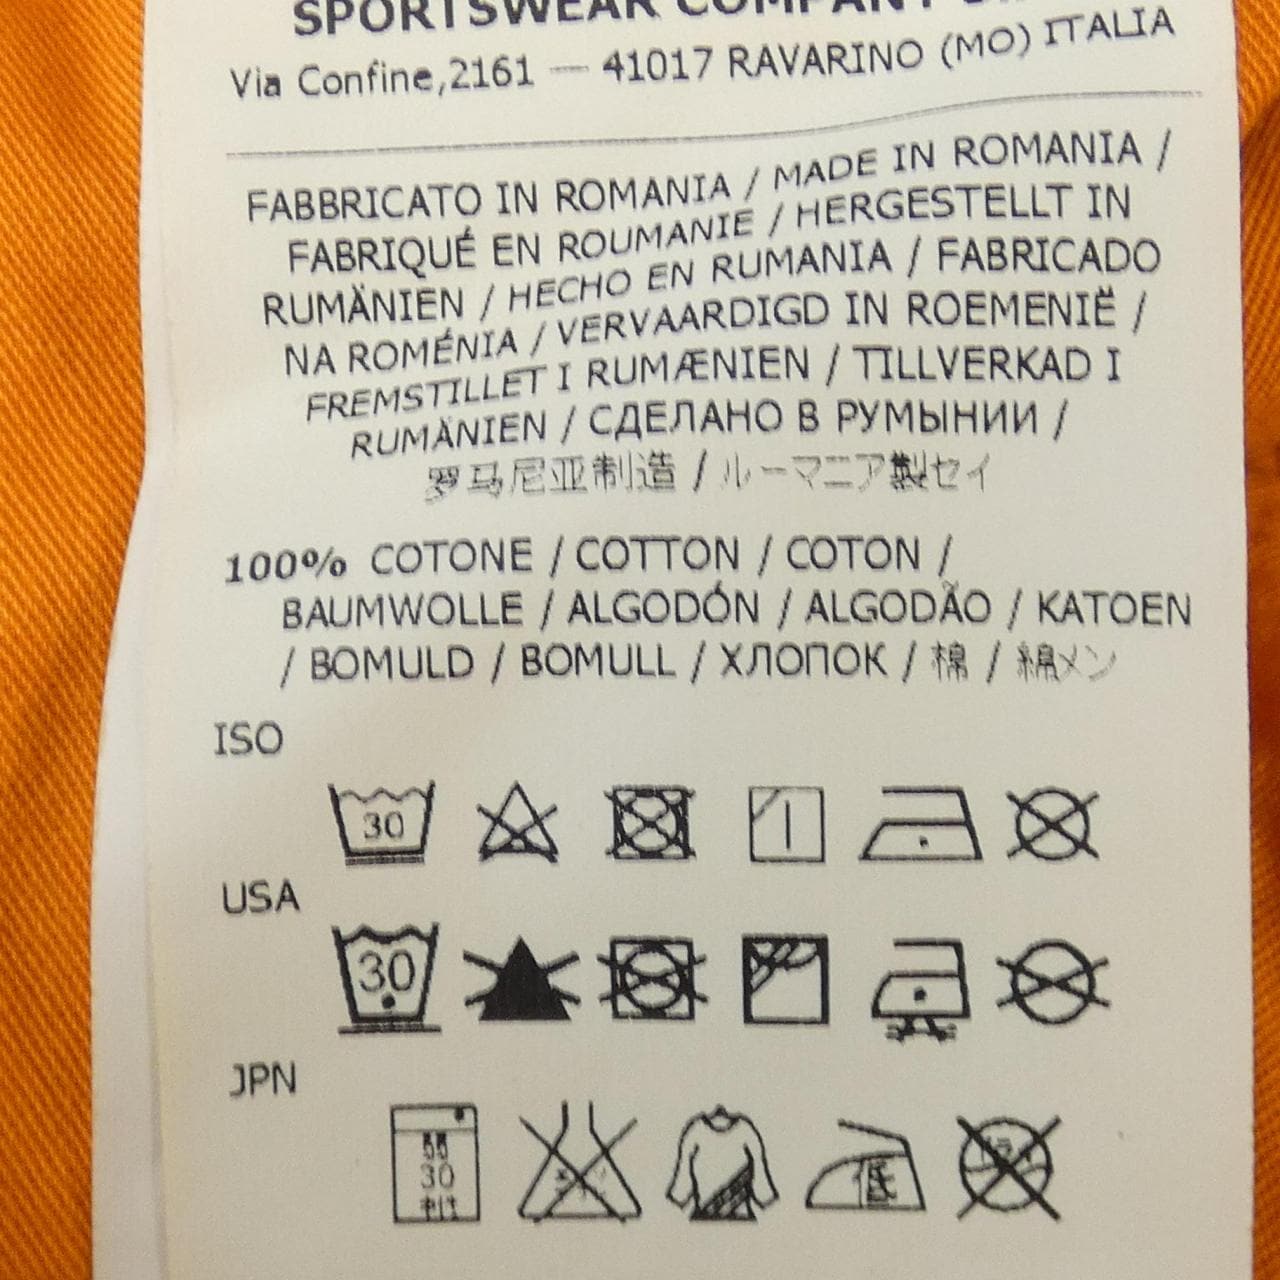 SPORTSWEAR COMPANY
Via Confine,2161 — 41017 RAVARINO (MO) ITALIA
FABBRICATO IN ROMANIA / MADE IN ROMANIA /
FABRIQUÉ EN ROUMANIE / HERGESTELLT IN
RUMÄNIEN / HECHO EN RUMANIA / FABRICADO
NA ROMÉNIA / VERVAARDIGD IN ROEMENIË /
FREMSTILLET I RUMÆNIEN / TILLVERKAD I
RUMÄNIEN / СДЕЛАНО В РУМЫНИИ /
罗马尼亚制造 / ルーマニア製セイ
100% COTONE / COTTON / COTON /
BAUMWOLLE / ALGODÓN / ALGODÃO / KATOEN
/ BOMULD / BOMULL / ХЛОПОК / 棉 / 綿メン
ISO
30
USA
30
JPN
30
低